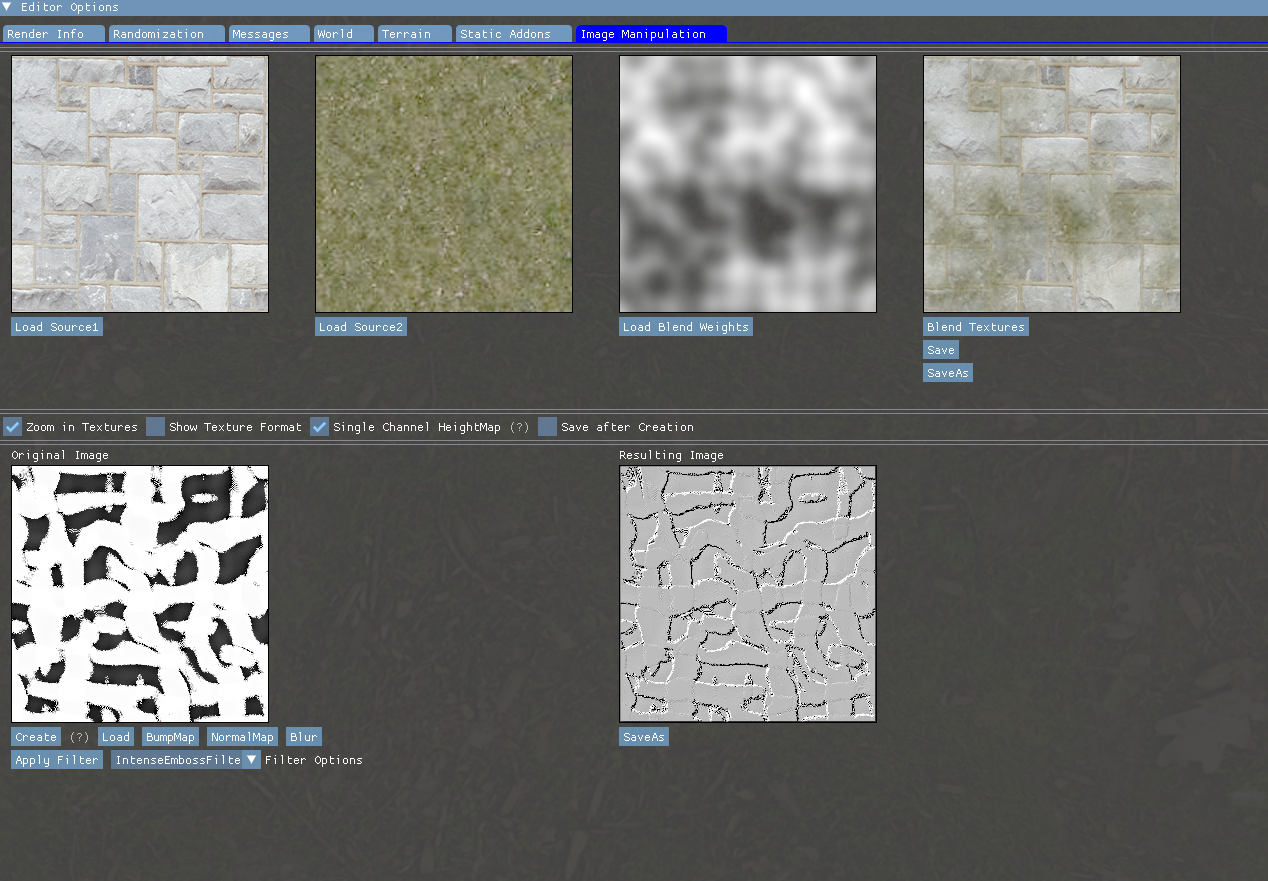 Editor Options
Render Info Randomization Messages World Terrain Static Addons Image Manipulation
Load Source1 Load Source2 Load Blend Weights Blend Textures
Save
SaveAs
Zoom in Textures Show Texture Format Single Channel HeightMap (?) Save after Creation
Original Image Resulting Image
Create (?) Load BumpMap NormalMap Blur SaveAs
Apply Filter IntenseEmbossFilte Filter Options